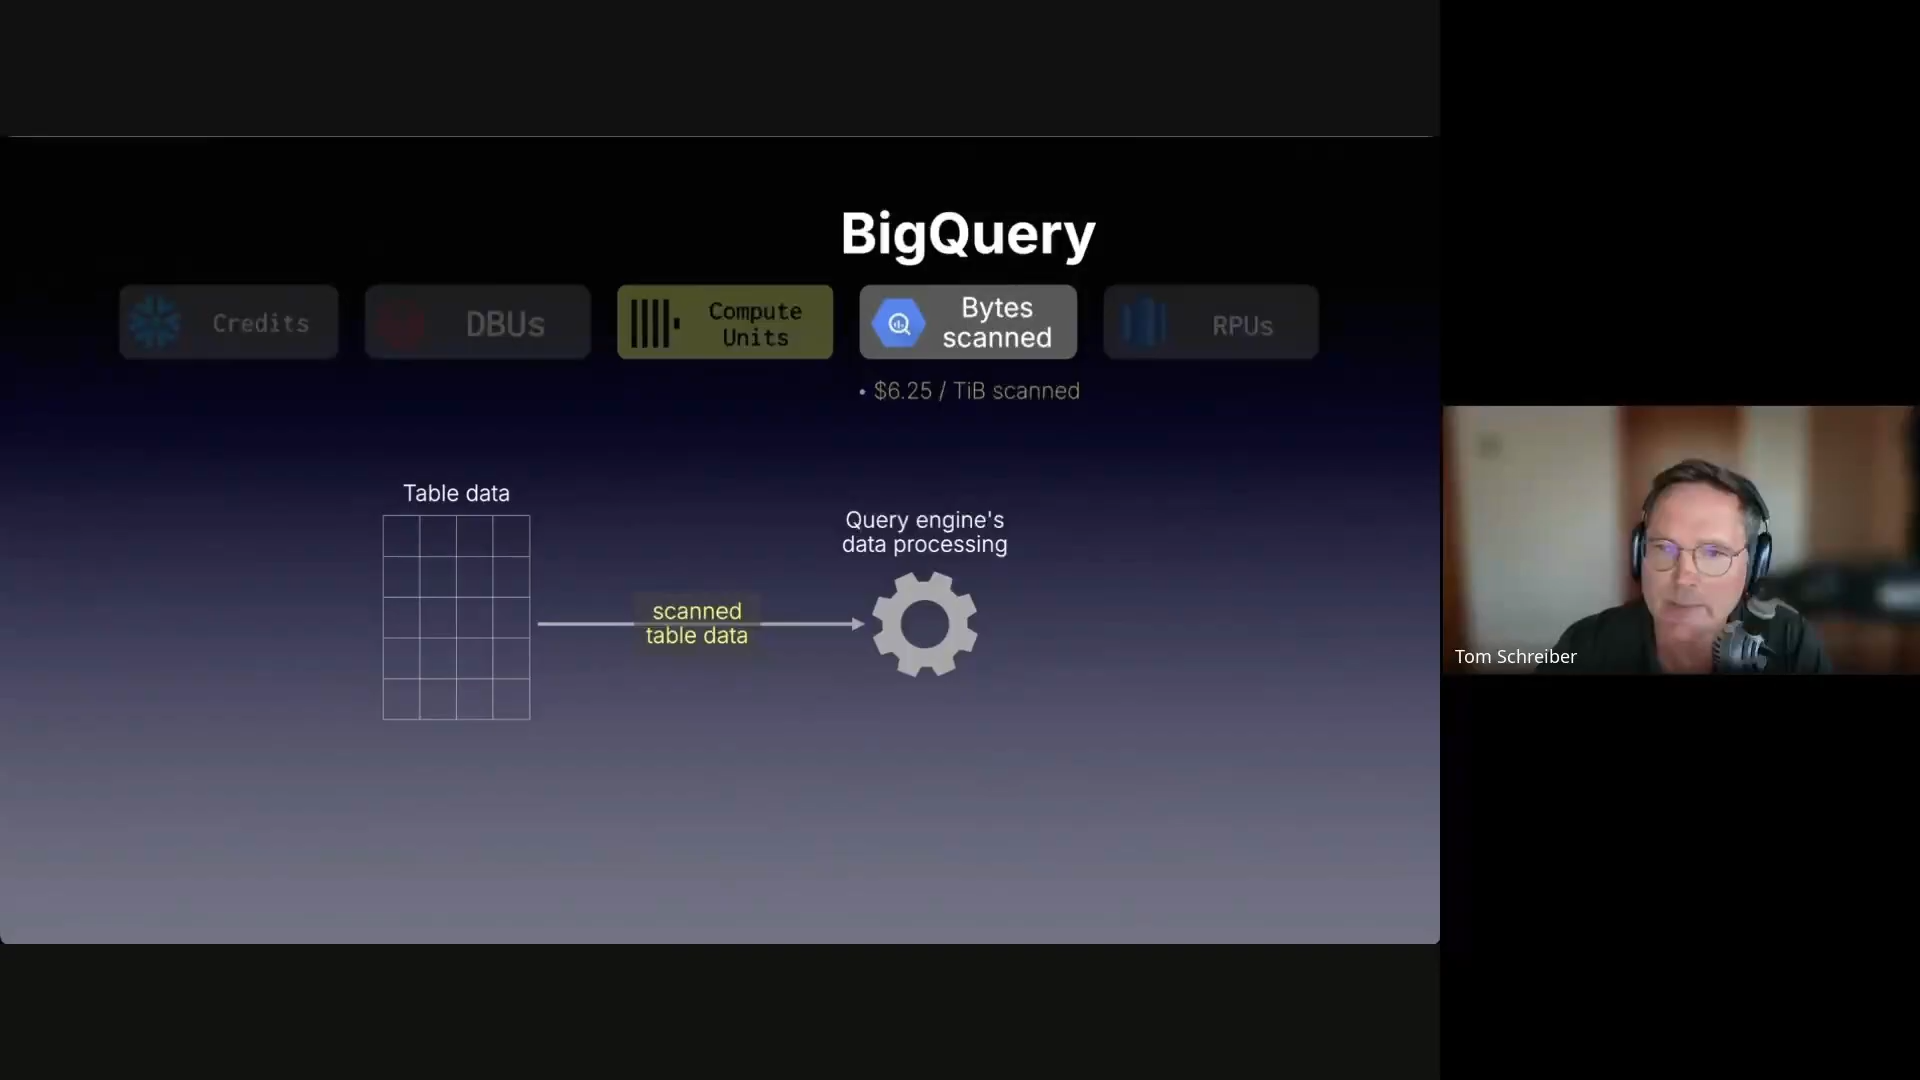 BigQuery
Credits
DBUs
Compute
Units
Bytes
scanned
RPUs
• $6.25 / TiB scanned
Table data
Query engine's
data processing
scanned
table data
Tom Schreiber